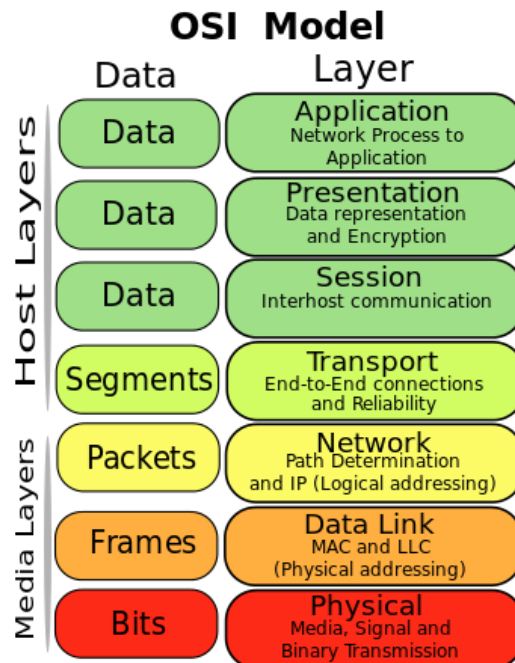 OSI Model
Data
Layer
Host Layers
Data
Application
Network Process to
Application
Data
Presentation
Data representation
and Encryption
Data
Session
Interhost communication
Segments
Transport
End-to-End connections
and Reliability
Media Layers
Packets
Network
Path Determination
and IP (Logical addressing)
Frames
Data Link
MAC and LLC
(Physical addressing)
Bits
Physical
Media, Signal and
Binary Transmission